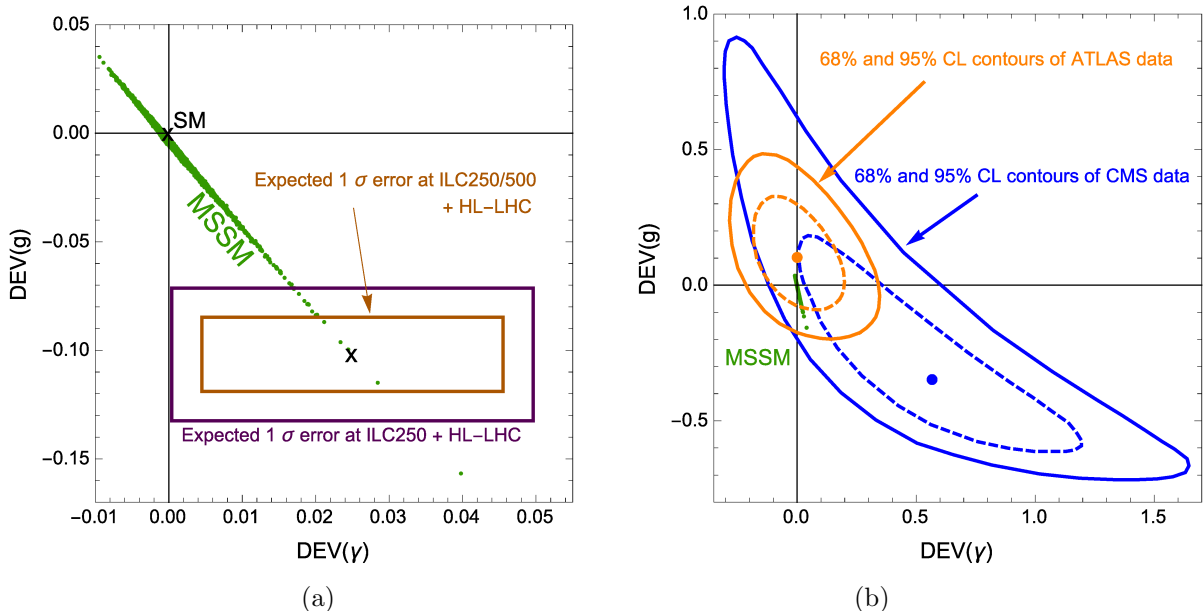 0.05
0.00
−0.05
−0.10
−0.15
−0.01
0.00
0.01
0.02
0.03
0.04
0.05
DEV(g)
DEV(γ)
x
SM
MSSM
Expected 1 σ error at ILC250/500
+ HL−LHC
x
Expected 1 σ error at ILC250 + HL−LHC
(a)
1.0
0.5
0.0
−0.5
0.0
0.5
1.0
1.5
DEV(g)
DEV(γ)
68% and 95% CL contours of ATLAS data
68% and 95% CL contours of CMS data
MSSM
(b)